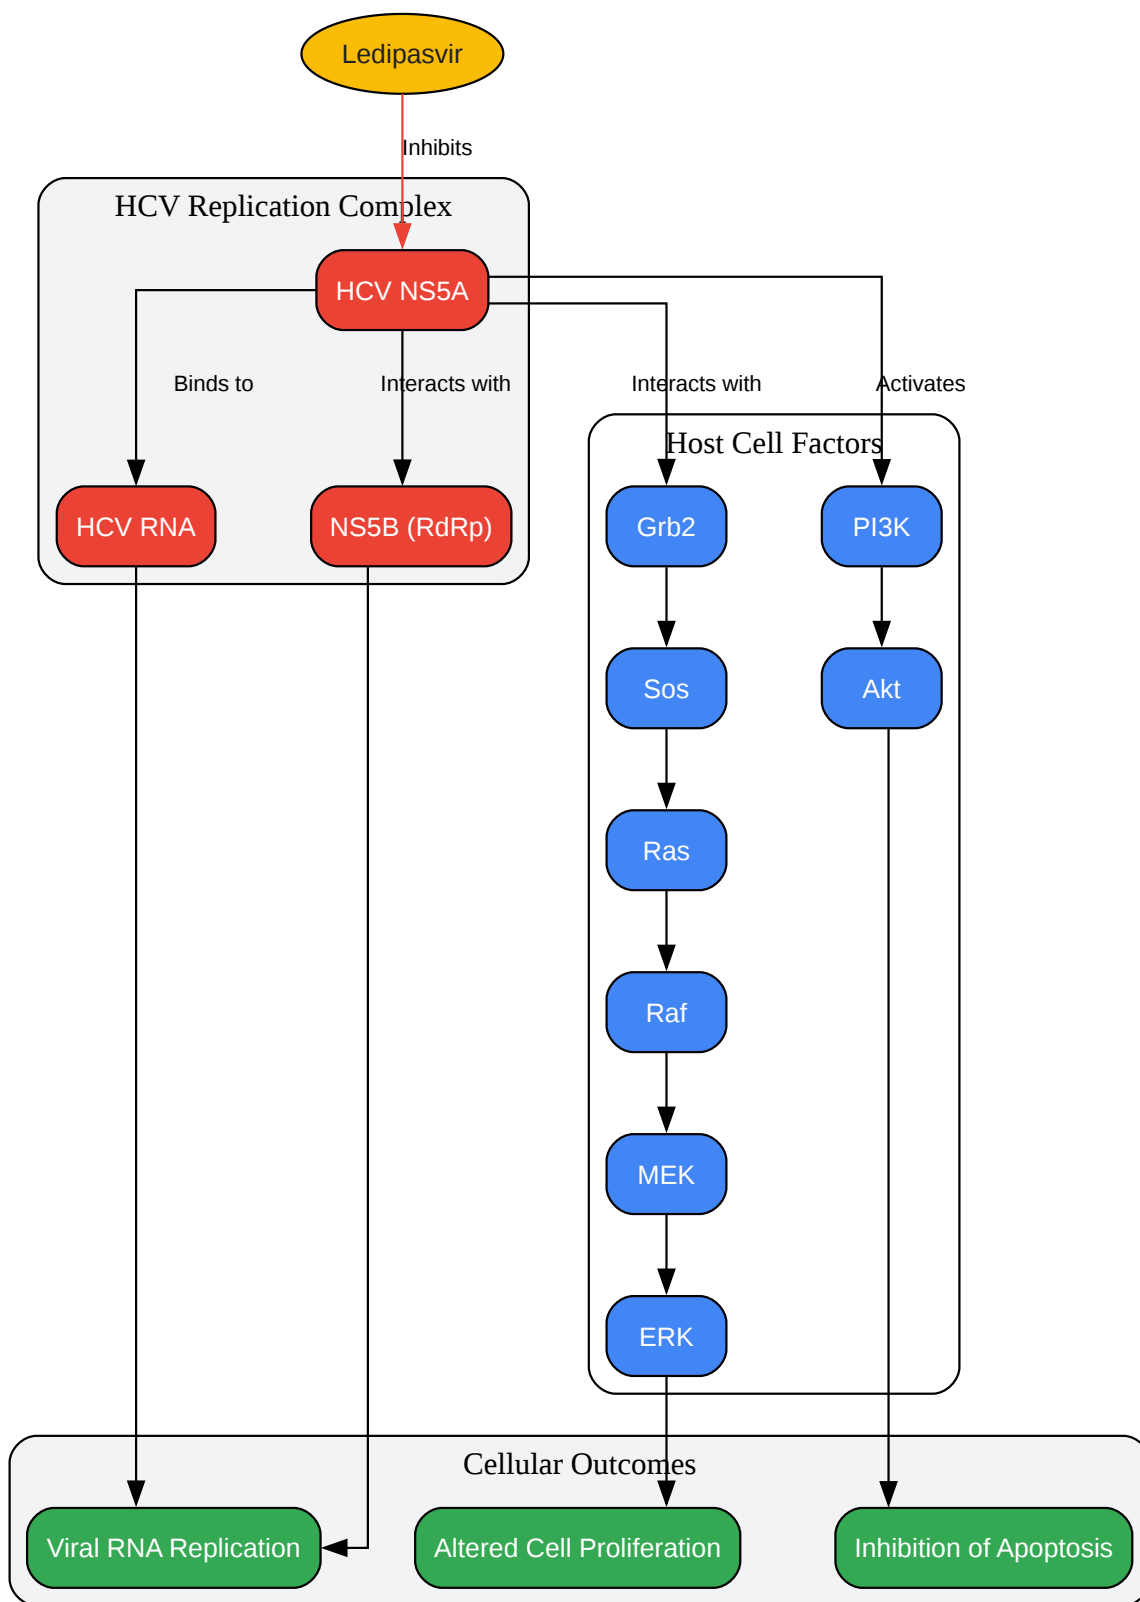 Ledipasvir
Inhibits
HCV Replication Complex
HCV NS5A
Binds to
Interacts with
Interacts with
Activates
Host Cell Factors
HCV RNA
NS5B (RdRp)
Grb2
PI3K
Sos
Akt
Ras
Raf
MEK
ERK
Cellular Outcomes
Viral RNA Replication
Altered Cell Proliferation
Inhibition of Apoptosis